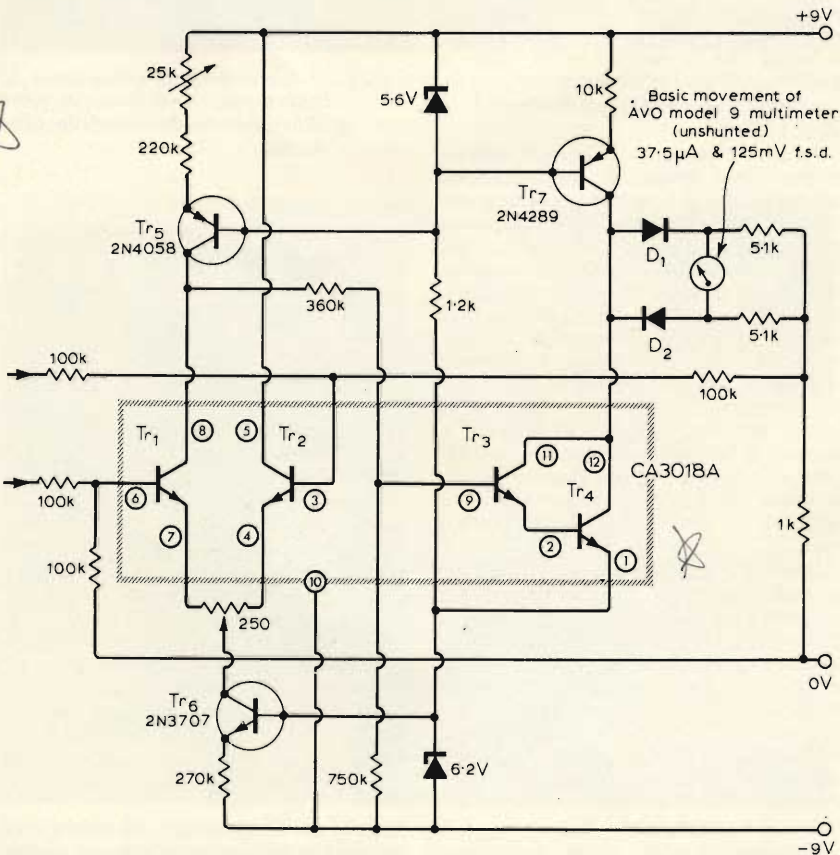 +9V
25k
5·6V
10k
Basic movement of
AVO model 9 multimeter
(unshunted)
37·5µA & 125mV f.s.d.
220k
Tr7
2N4289
Tr5
2N4058
D1
5·1k
360k
1·2k
D2
5·1k
100k
100k
Tr1
8
5
Tr2
Tr3
11
12
CA3018A
Tr4
100k
6
3
9
7
4
2
1
1k
100k
10
250
0V
Tr6
2N3707
270k
750k
6·2V
-9V